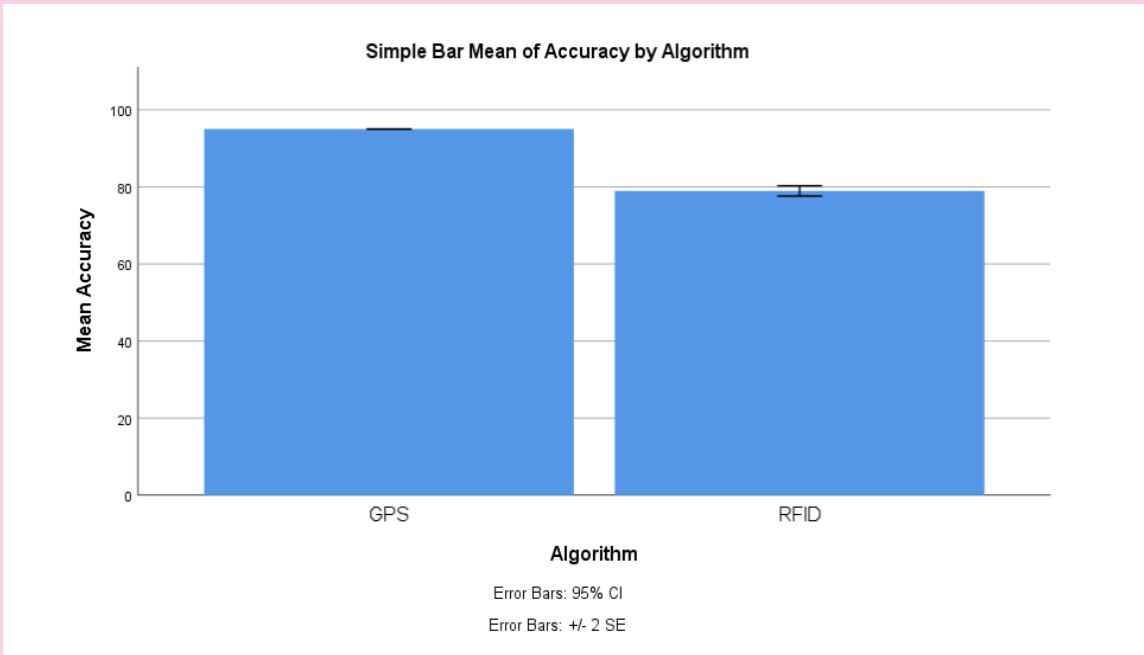 Simple Bar Mean of Accuracy by Algorithm
Mean Accuracy
100
80
60
40
20
0
GPS
RFID
Algorithm
Error Bars: 95% CI
Error Bars: +/- 2 SE